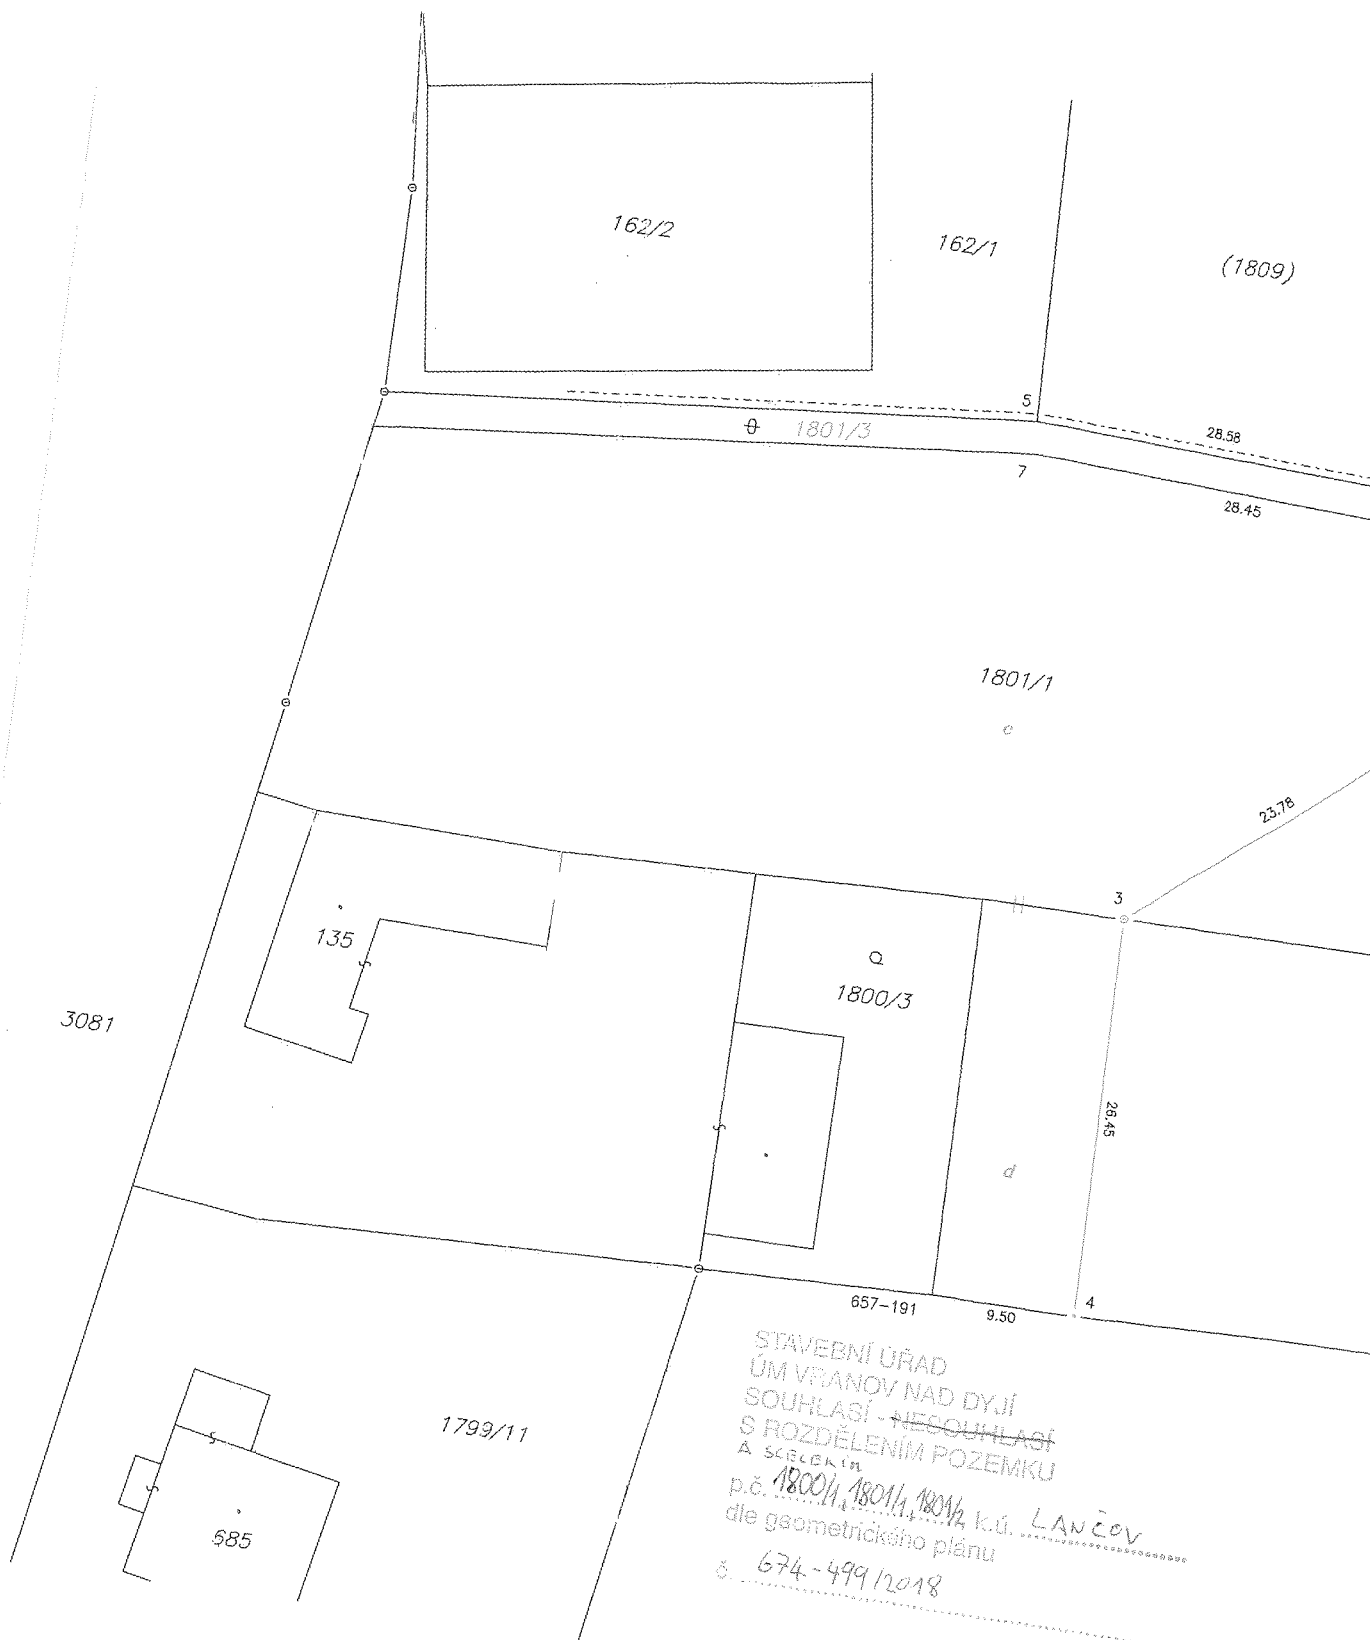 162/2
162/1
(1809)
5
1801/3
28.58
7
28.45
1801/1
c
23.78
3
135
1800/3
3081
26.45
d
657-191
9.50
4
1799/11
685
STAVEBNÍ ÚŘAD
ÚM VRANOV NAD DYJÍ
SOUHLASÍ - NESOUHLASÍ
S ROZDĚLENÍM POZEMKU
A SCELENÍM
p.č. 1800/1, 1801/1, 1801/2 k.ú. LANČOV
dle geometrického plánu
č. 674-499/2018